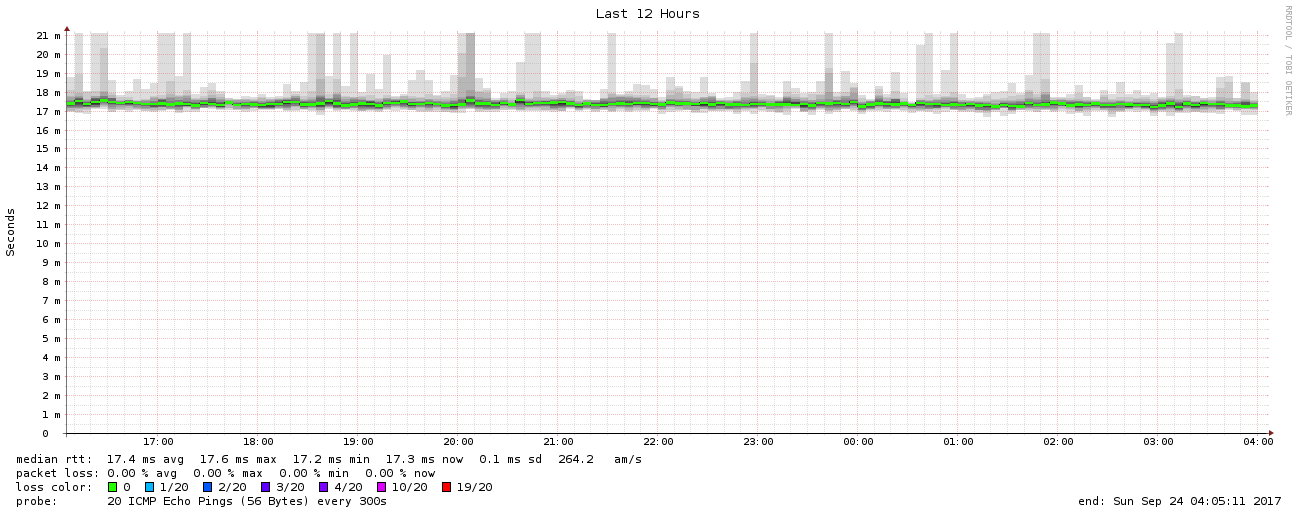 Last 12 Hours
RRDTOOL / TOBI OETIKER
Seconds
21 m
20 m
19 m
18 m
17 m
16 m
15 m
14 m
13 m
12 m
11 m
10 m
9 m
8 m
7 m
6 m
5 m
4 m
3 m
2 m
1 m
0
17:00 18:00 19:00 20:00 21:00 22:00 23:00 00:00 01:00 02:00 03:00 04:00
median rtt: 17.4 ms avg 17.6 ms max 17.2 ms min 17.3 ms now 0.1 ms sd 264.2 am/s
packet loss: 0.00 % avg 0.00 % max 0.00 % min 0.00 % now
loss color: 0 1/20 2/20 3/20 4/20 10/20 19/20
probe: 20 ICMP Echo Pings (56 Bytes) every 300s end: Sun Sep 24 04:05:11 2017